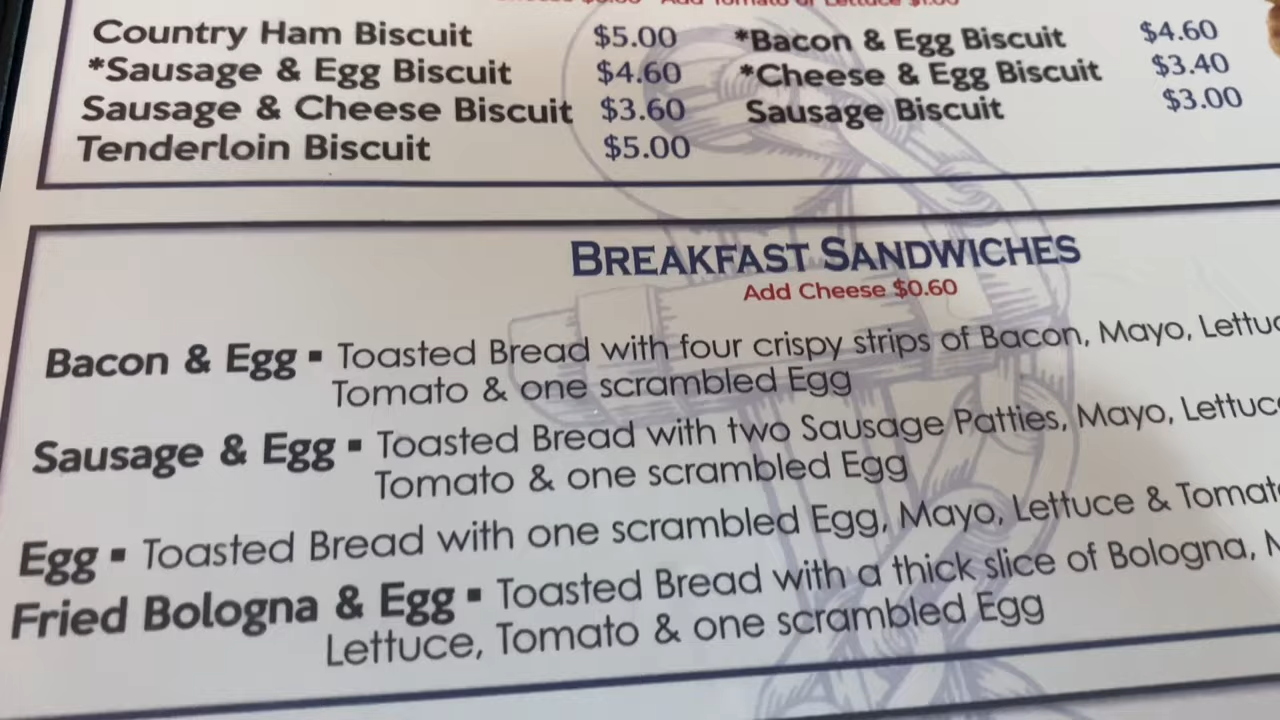 Country Ham Biscuit $5.00 *Bacon & Egg Biscuit $4.60
*Sausage & Egg Biscuit $4.60 *Cheese & Egg Biscuit $3.40
Sausage & Cheese Biscuit $3.60 Sausage Biscuit $3.00
Tenderloin Biscuit $5.00
BREAKFAST SANDWICHES
Add Cheese $0.60
Bacon & Egg ▪ Toasted Bread with four crispy strips of Bacon, Mayo,
Tomato & one scrambled Egg
Sausage & Egg ▪ Toasted Bread with two Sausage Patties, Mayo,
Tomato & one scrambled Egg
Egg ▪ Toasted Bread with one scrambled Egg, Mayo, Lettuce &
Fried Bologna & Egg ▪ Toasted Bread with a thick slice of Bologna,
Lettuce, Tomato & one scrambled Egg